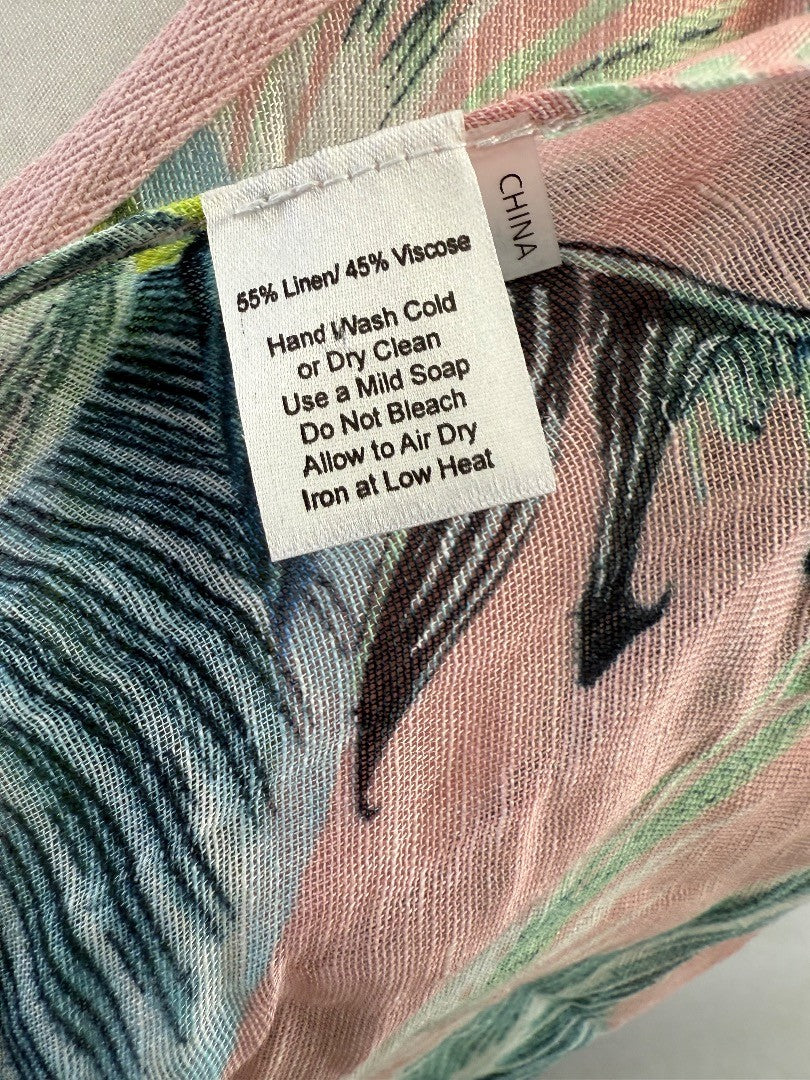 55% Linen/ 45% Viscose
Hand Wash Cold
or Dry Clean
Use a Mild Soap
Do Not Bleach
Allow to Air Dry
Iron at Low Heat
CHINA